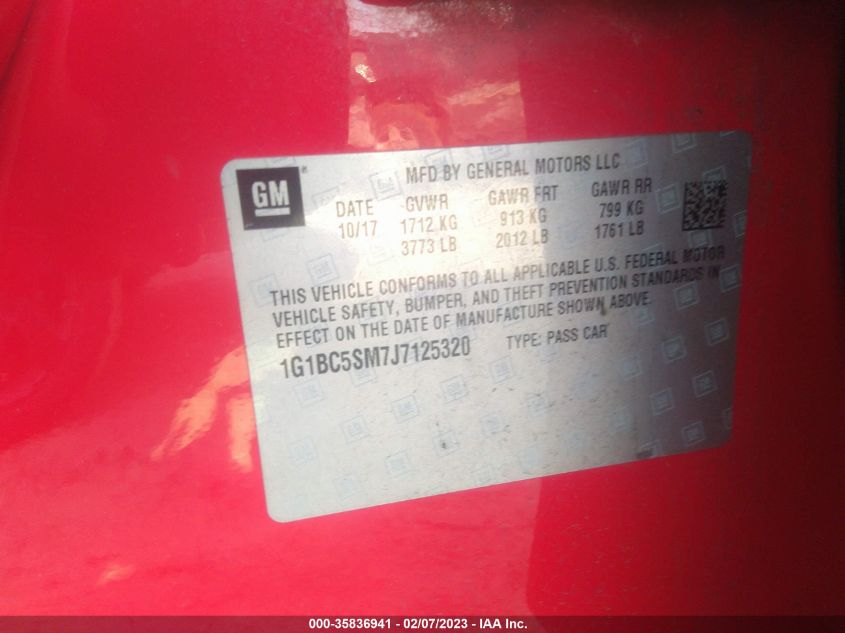 MFD BY GENERAL MOTORS LLC
GM ®
DATE GVWR GAWR FRT GAWR RR
10/17 1712 KG 913 KG 799 KG
3773 LB 2012 LB 1761 LB
THIS VEHICLE CONFORMS TO ALL APPLICABLE U.S. FEDERAL MOTOR
VEHICLE SAFETY, BUMPER, AND THEFT PREVENTION STANDARDS IN
EFFECT ON THE DATE OF MANUFACTURE SHOWN ABOVE.
1G1BC5SM7J7125320 TYPE: PASS CAR
000-35836941 — 02/07/2023 — IAA Inc.